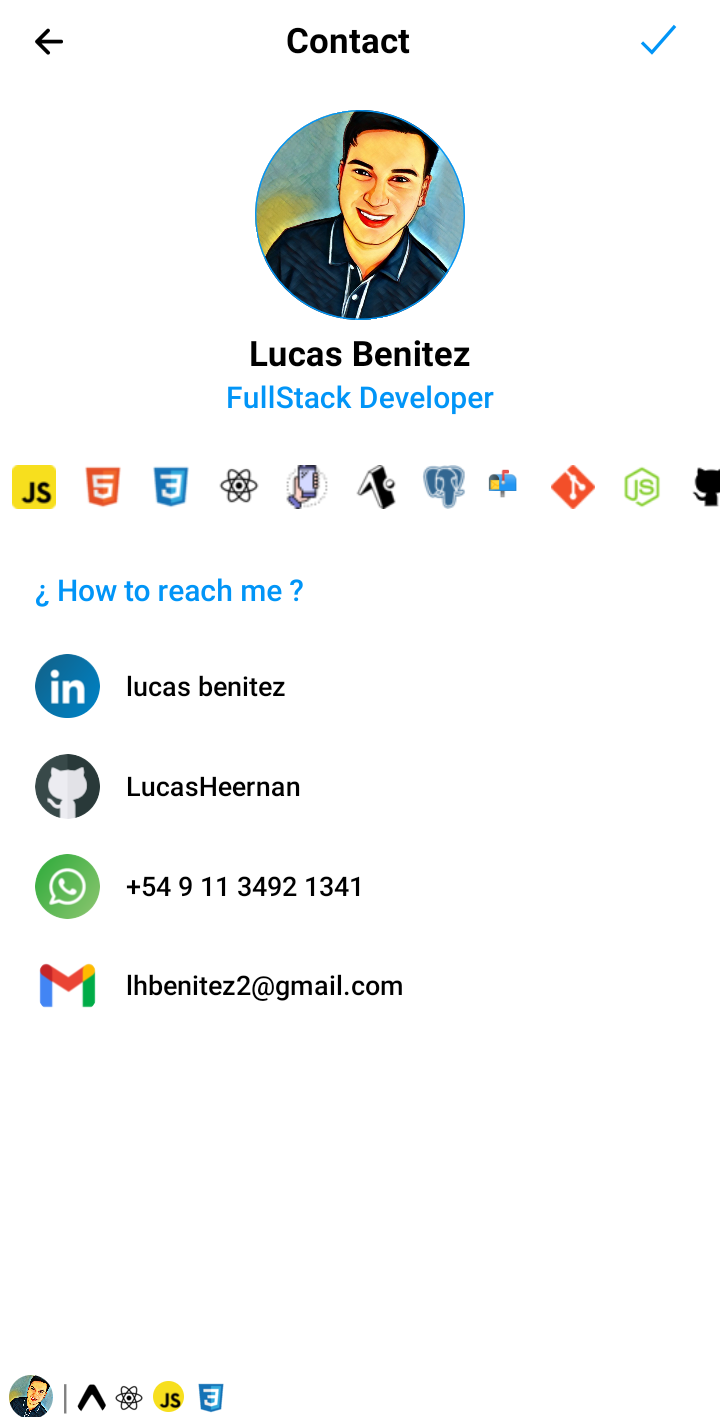 Contact
Lucas Benitez
FullStack Developer
JS 5 3 JS
¿ How to reach me ?
in lucas benitez
LucasHeernan
+54 9 11 3492 1341
lhbenitez2@gmail.com
JS 3